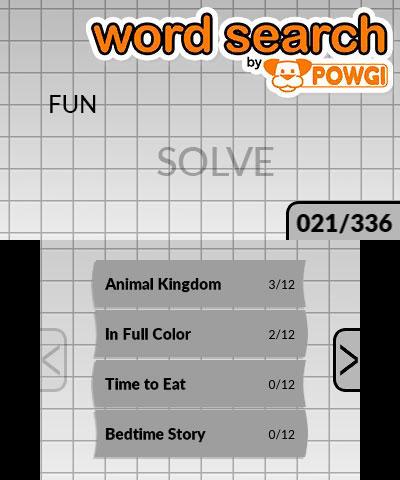 word search
by POWGI
FUN
SOLVE
021/336
Animal Kingdom 3/12
In Full Color 2/12
Time to Eat 0/12
Bedtime Story 0/12